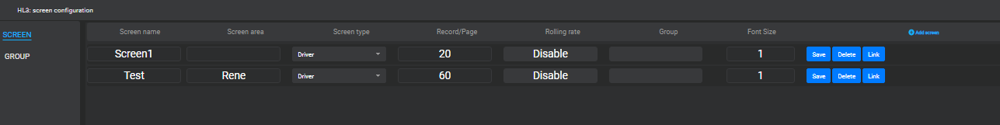 HL3: screen configuration
SCREEN
GROUP
Screen name Screen area Screen type Record/Page Rolling rate Group Font Size Add screen
Screen1 Driver 20 Disable 1 Save Delete Link
Test Rene Driver 60 Disable 1 Save Delete Link